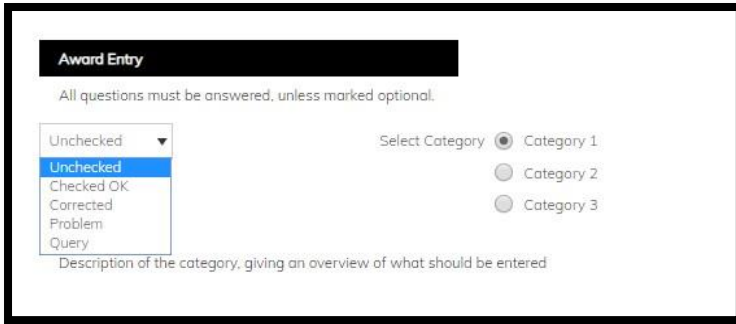 Award Entry
All questions must be answered, unless marked optional.
Unchecked
Select Category Category 1
Unchecked
Category 2
Checked OK
Corrected
Category 3
Problem
Query
Description of the category, giving an overview of what should be entered